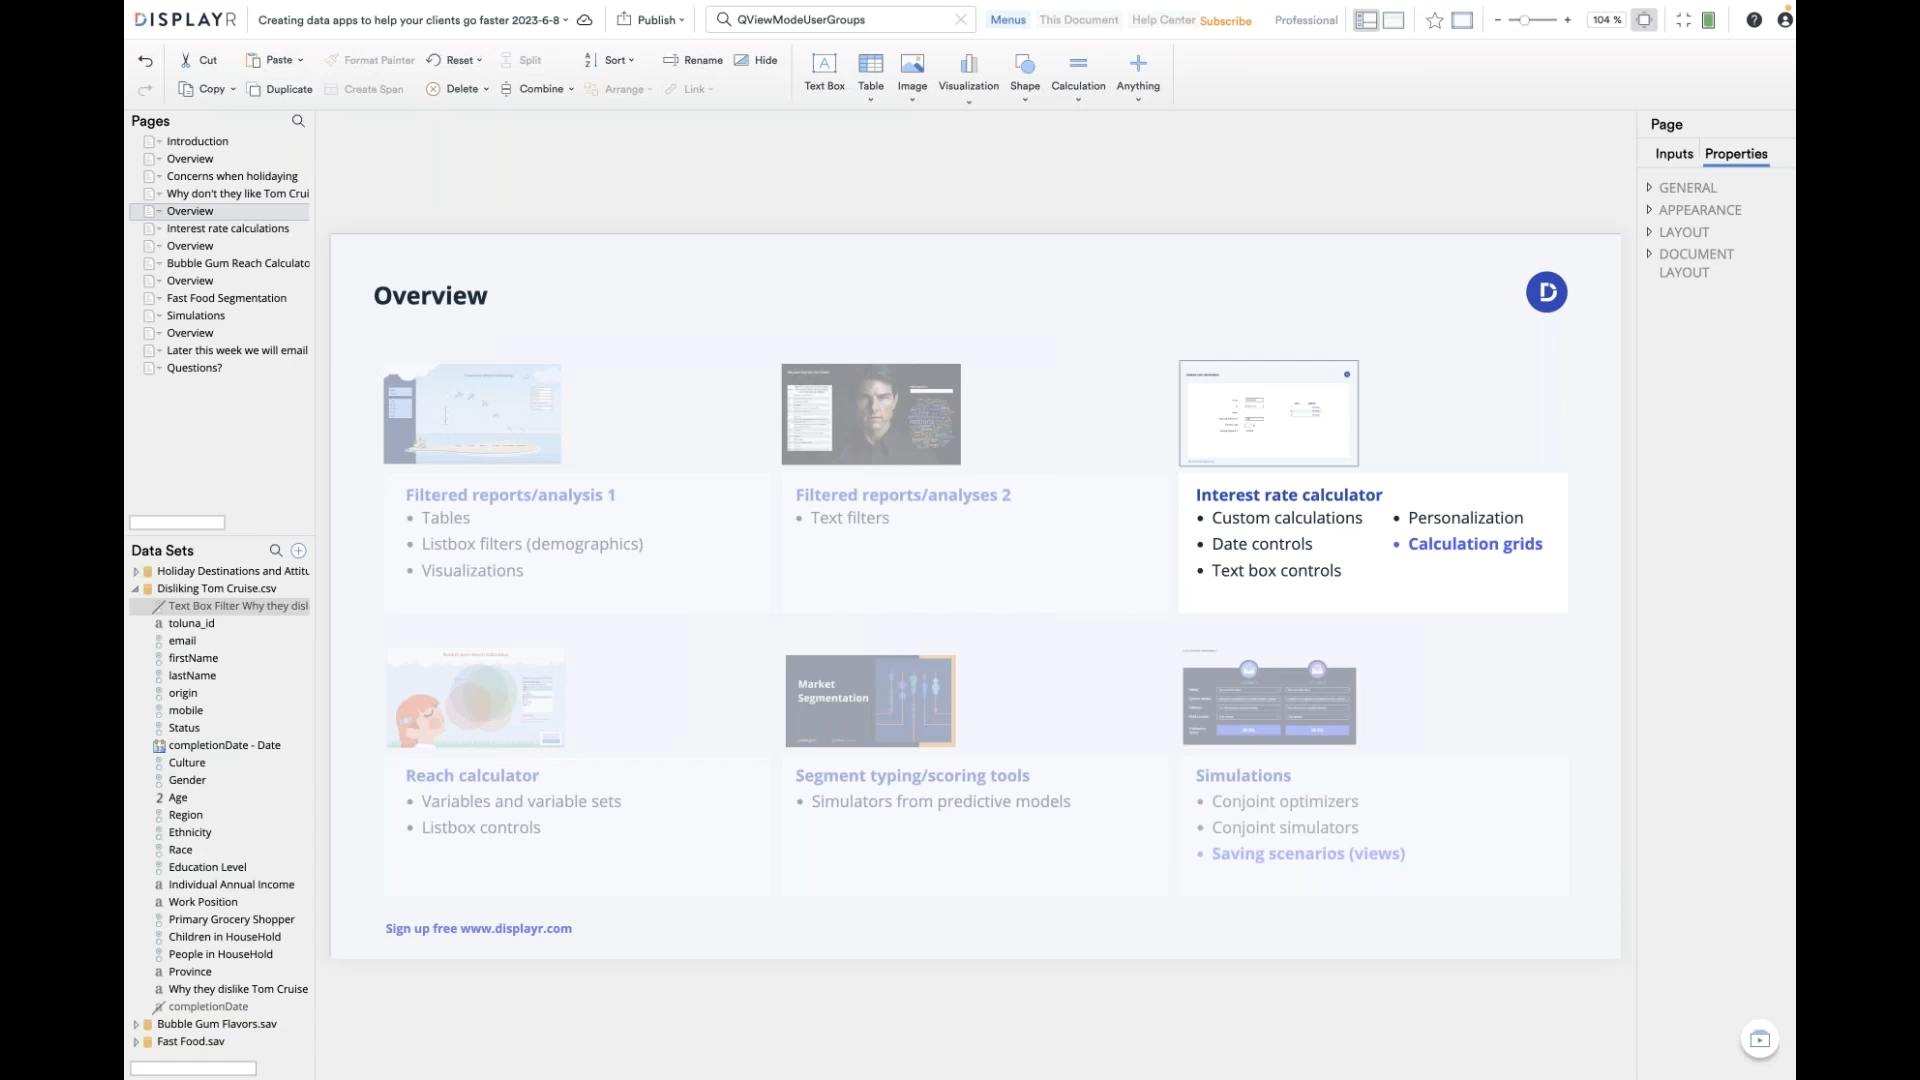 DISPLAYR
Creating data apps to help your clients go faster 2023-6-8
Publish
QViewModeUserGroups
Menus
This Document
Help Center
Subscribe
Professional
104 %
Cut
Paste
Format Painter
Reset
Split
Sort
Rename
Hide
Copy
Duplicate
Create Span
Delete
Combine
Arrange
Link
Text Box
Table
Image
Visualization
Shape
Calculation
Anything
Pages
Introduction
Overview
Concerns when holidaying
Why don't they like Tom Crui
Overview
Interest rate calculations
Overview
Bubble Gum Reach Calculato
Overview
Fast Food Segmentation
Simulations
Overview
Later this week we will email
Questions?
Data Sets
Holiday Destinations and Attitu
Disliking Tom Cruise.csv
Text Box Filter Why they disl
toluna_id
email
firstName
lastName
origin
mobile
Status
completionDate - Date
Culture
Gender
Age
Region
Ethnicity
Race
Education Level
Individual Annual Income
Work Position
Primary Grocery Shopper
Children in HouseHold
People in HouseHold
Province
Why they dislike Tom Cruise
completionDate
Bubble Gum Flavors.sav
Fast Food.sav
Overview
Filtered reports/analysis 1
• Tables
• Listbox filters (demographics)
• Visualizations
Filtered reports/analyses 2
• Text filters
Interest rate calculator
• Custom calculations
• Date controls
• Text box controls
• Personalization
• Calculation grids
Reach calculator
• Variables and variable sets
• Listbox controls
Market
Segmentation
Segment typing/scoring tools
• Simulators from predictive models
Simulations
• Conjoint optimizers
• Conjoint simulators
• Saving scenarios (views)
Sign up free www.displayr.com
Page
Inputs
Properties
GENERAL
APPEARANCE
LAYOUT
DOCUMENT
LAYOUT